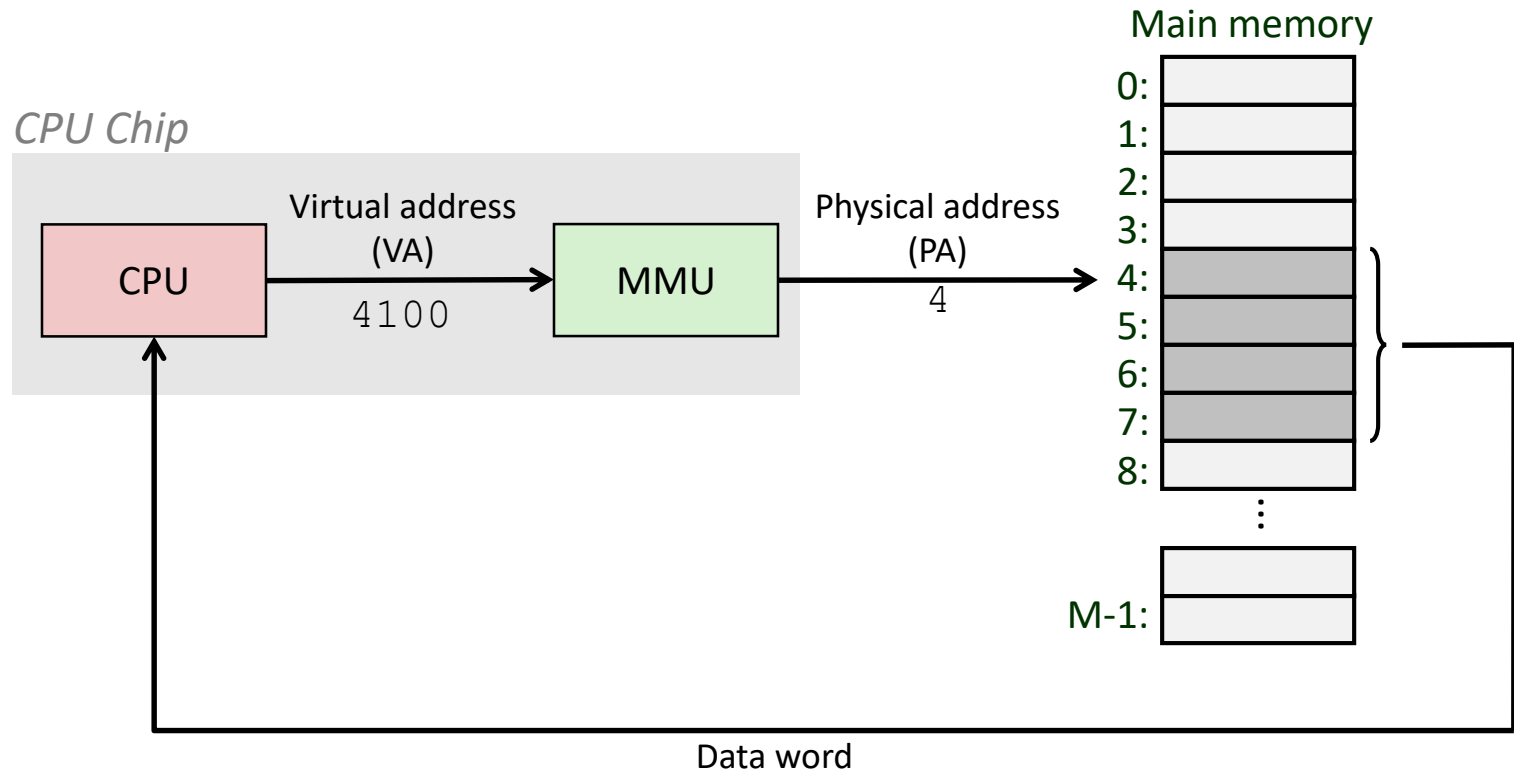 Main memory
CPU Chip
CPU
Virtual address
(VA)
4100
MMU
Physical address
(PA)
4
0:
1:
2:
3:
4:
5:
6:
7:
8:
...
M-1:
Data word